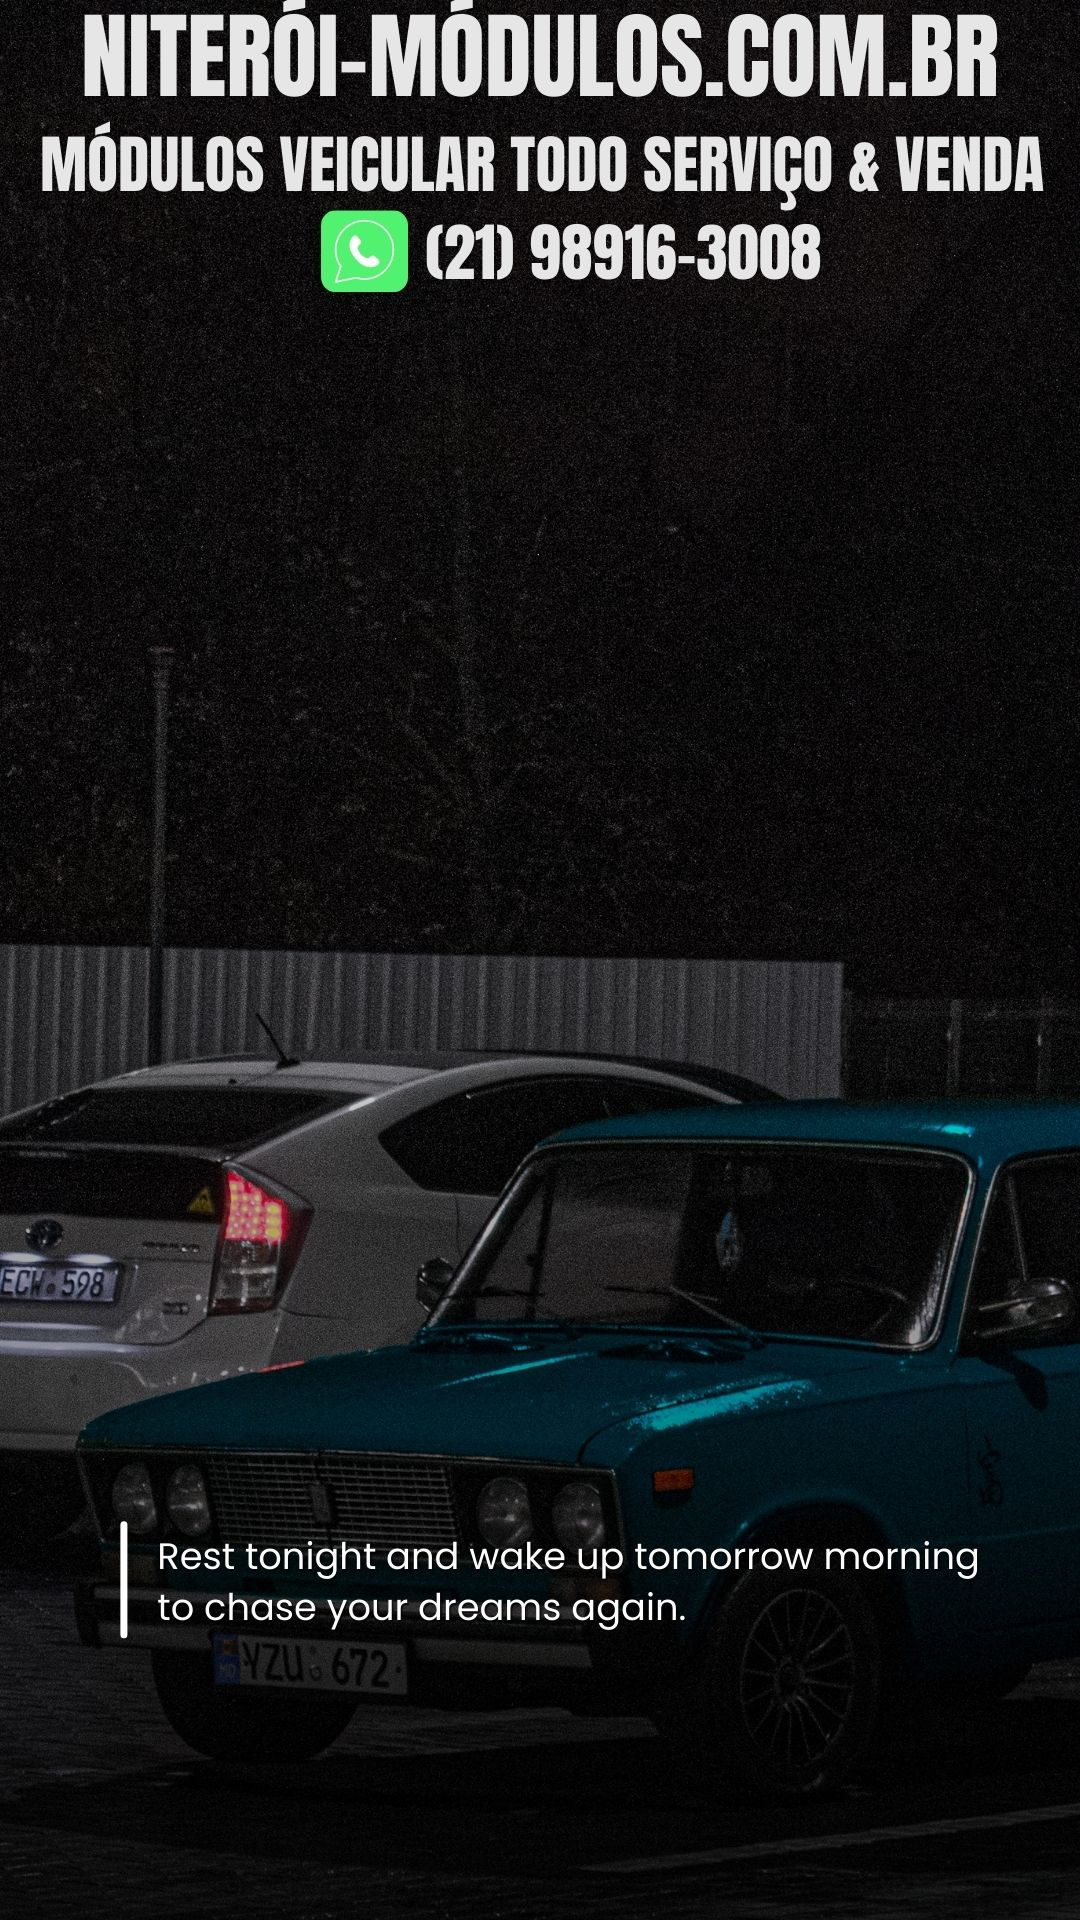 NITERÓI-MÓDULOS.COM.BR
MÓDULOS VEICULAR TODO SERVIÇO & VENDA
(21) 98916-3008
ECW 598
Rest tonight and wake up tomorrow morning
to chase your dreams again.
MD YZU 672